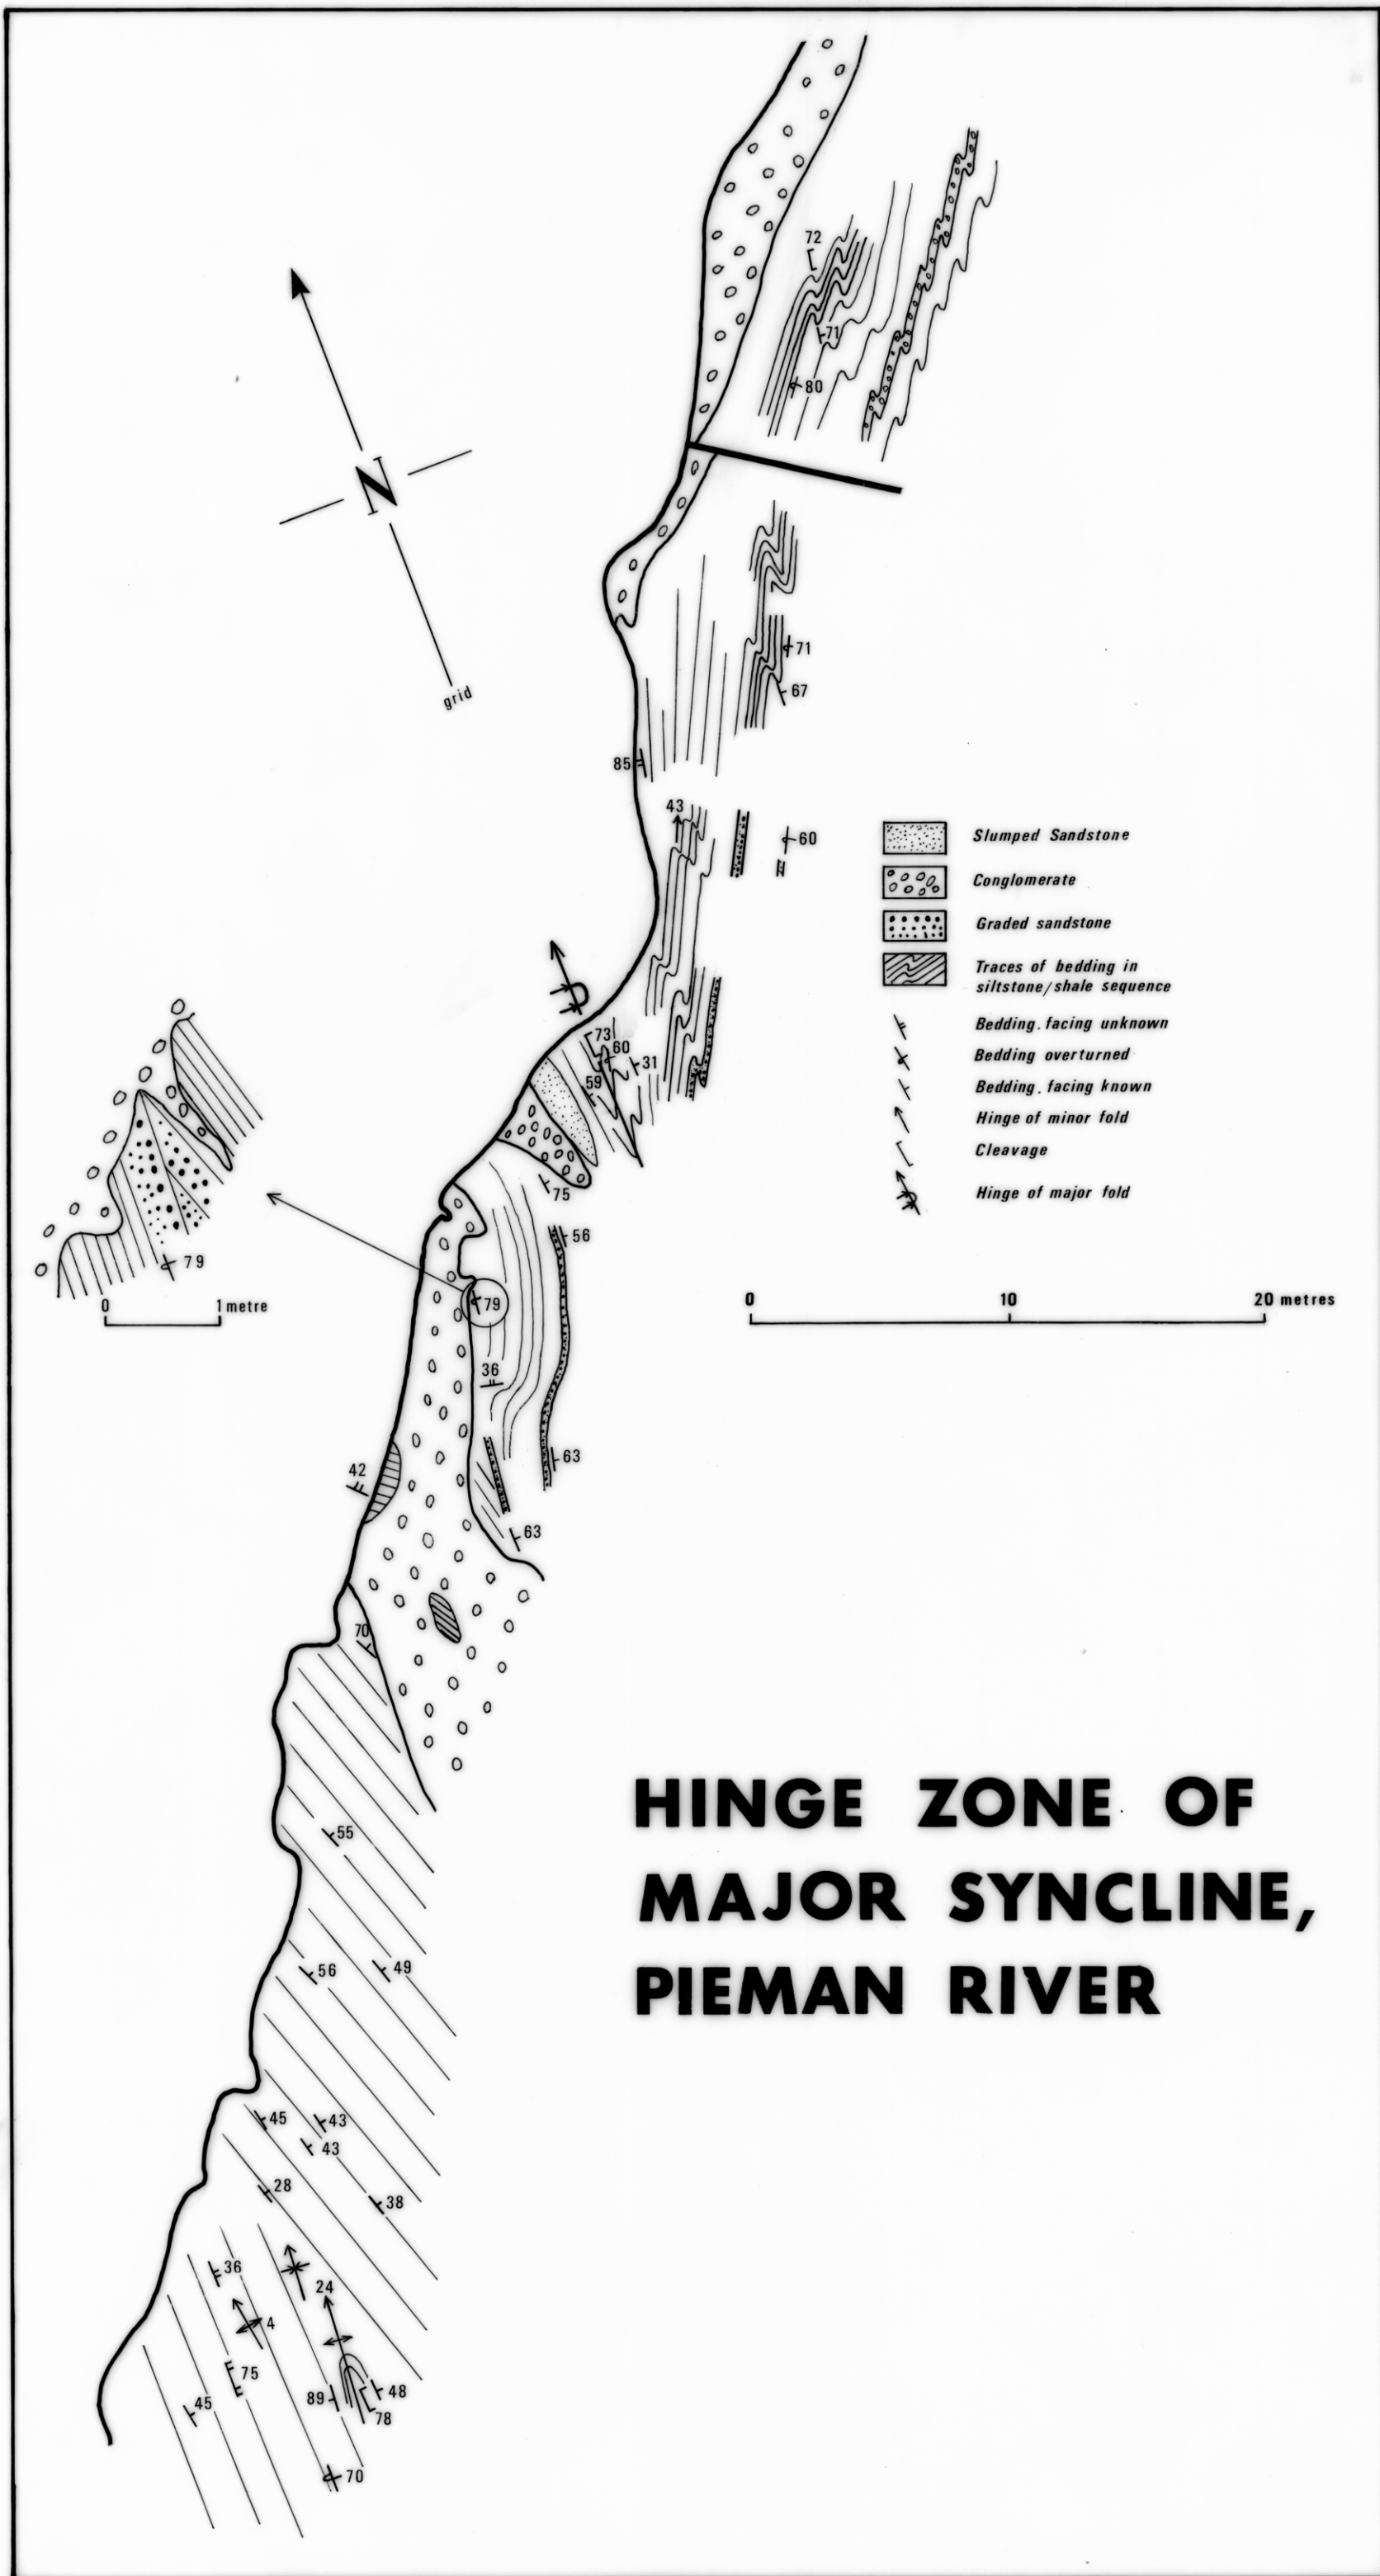 72
71
80
N
grid
71
67
85
43
60
Slumped Sandstone
Conglomerate
Graded sandstone
Traces of bedding in
siltstone/shale sequence
Bedding. facing unknown
Bedding overturned
Bedding. facing known
Hinge of minor fold
Cleavage
Hinge of major fold
73
60
31
59
75
56
79
0 1 metre
79
0 10 20 metres
36
42
63
63
70
HINGE ZONE OF
MAJOR SYNCLINE,
PIEMAN RIVER
55
56
49
45
43
43
28
38
36
24
4
75
45
89
48
78
70